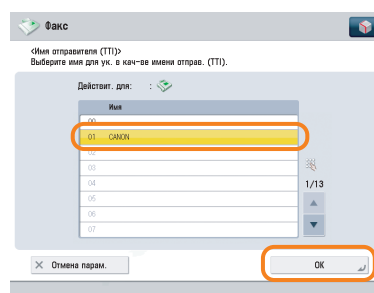 Факс
<Имя отправителя (TTI)>
Выберите имя для ук. в кач-ве имени отправ. (TTI).
Действит. для: :
Имя
00
01 CANON
02
03
04
05
06
07
1/13
× Отмена парам.
OK